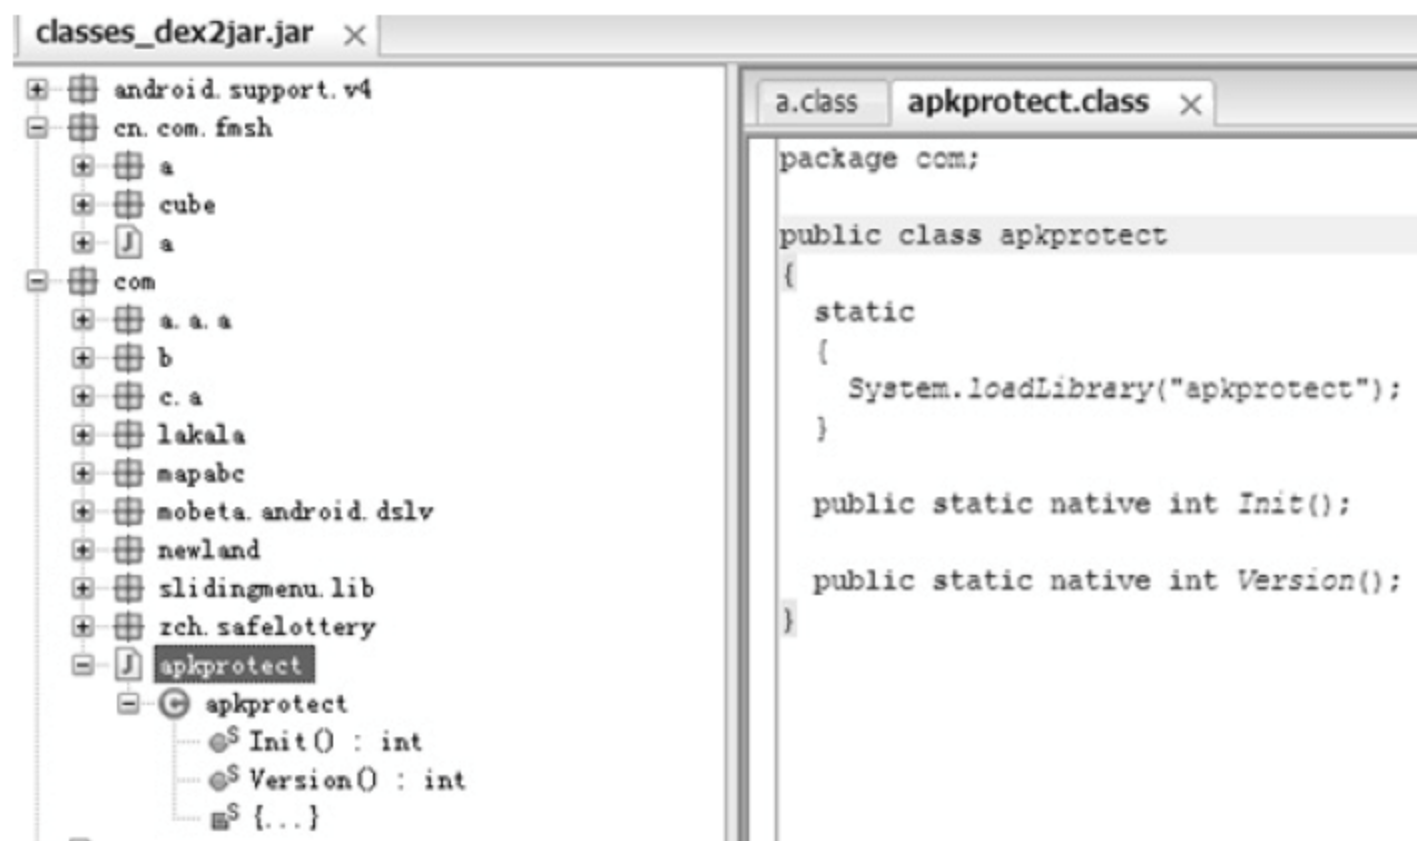 classes_dex2jar.jar
android.support.v4
cn.com.fmsh
a
cube
a
com
a.a.a
b
c.a
lakala
mapabc
mobeta.android.dslv
newland
slidingmenu.lib
zch.safelottery
apkprotect
apkprotect
Init() : int
Version() : int
{...}
a.class apkprotect.class
package com;
public class apkprotect
{
static
{
System.loadLibrary("apkprotect");
}
public static native int Init();
public static native int Version();
}